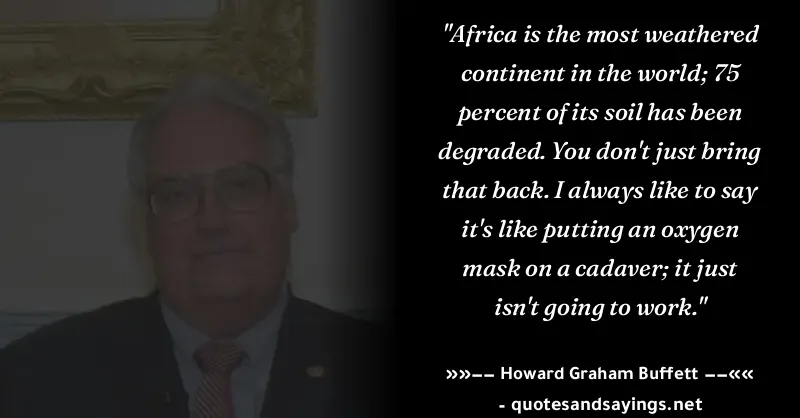 "Africa is the most weathered
continent in the world; 75
percent of its soil has been
degraded. You don't just bring
that back. I always like to say
it's like putting an oxygen
mask on a cadaver; it just
isn't going to work."
»»−− Howard Graham Buffett −−««
- quotesandsayings.net